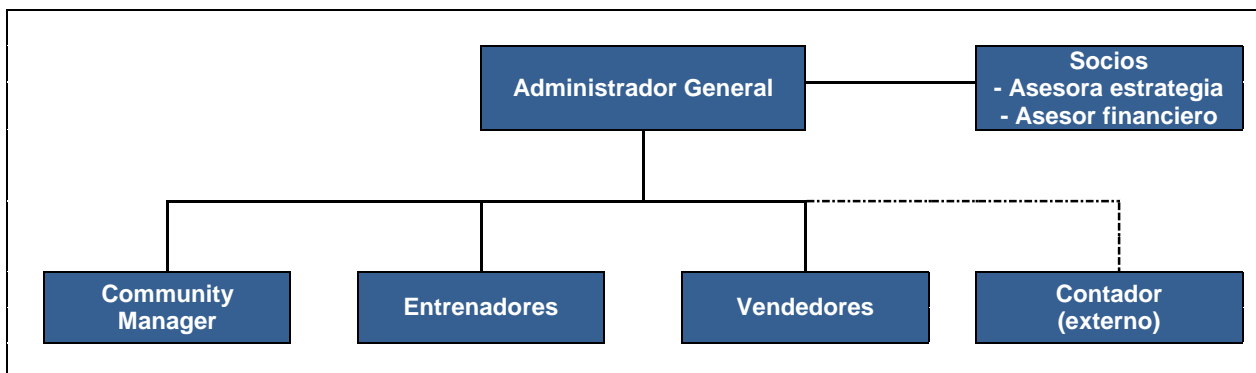 Administrador General
Socios
- Asesora estrategia
- Asesor financiero
Community
Manager
Entrenadores
Vendedores
Contador
(externo)